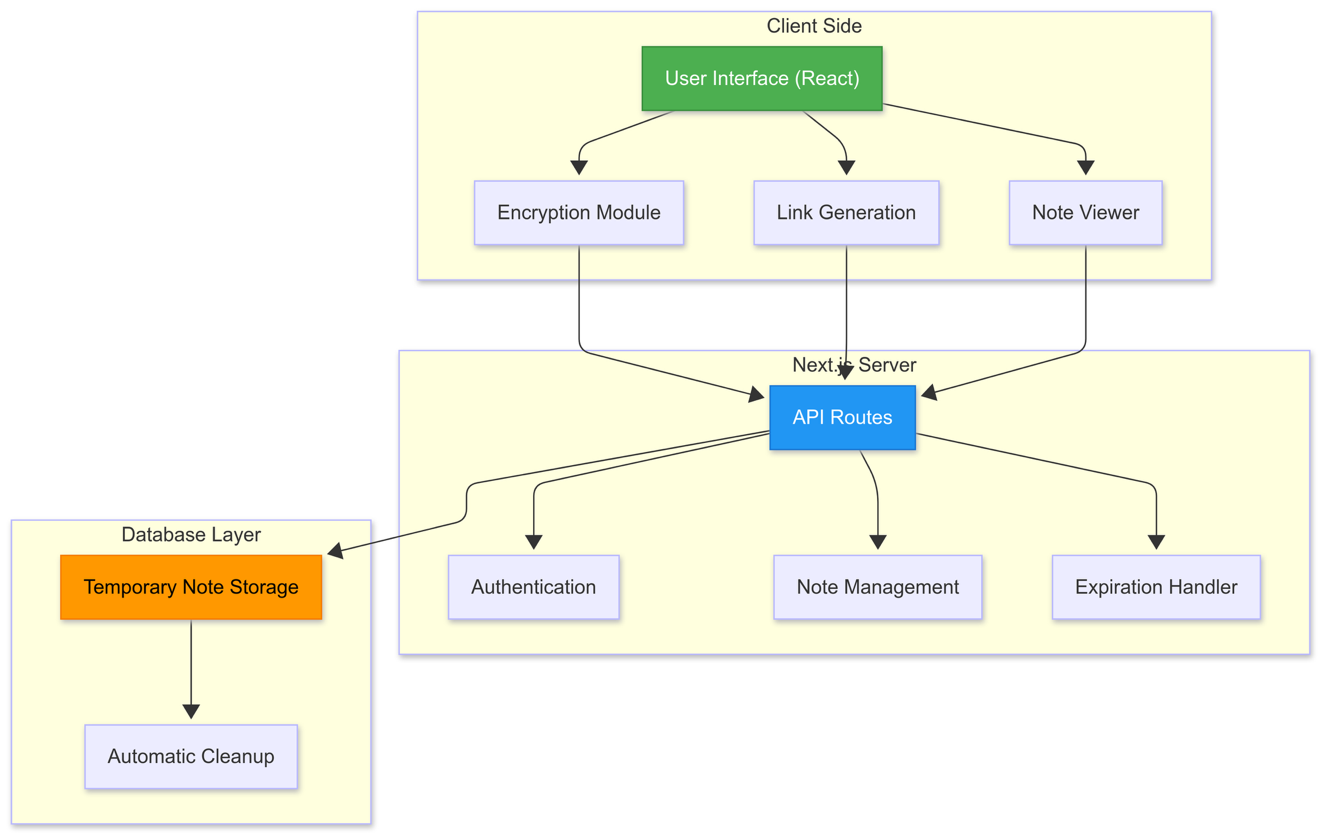 Client Side
User Interface (React)
Encryption Module
Link Generation
Note Viewer
Next.js Server
API Routes
Database Layer
Temporary Note Storage
Authentication
Note Management
Expiration Handler
Automatic Cleanup